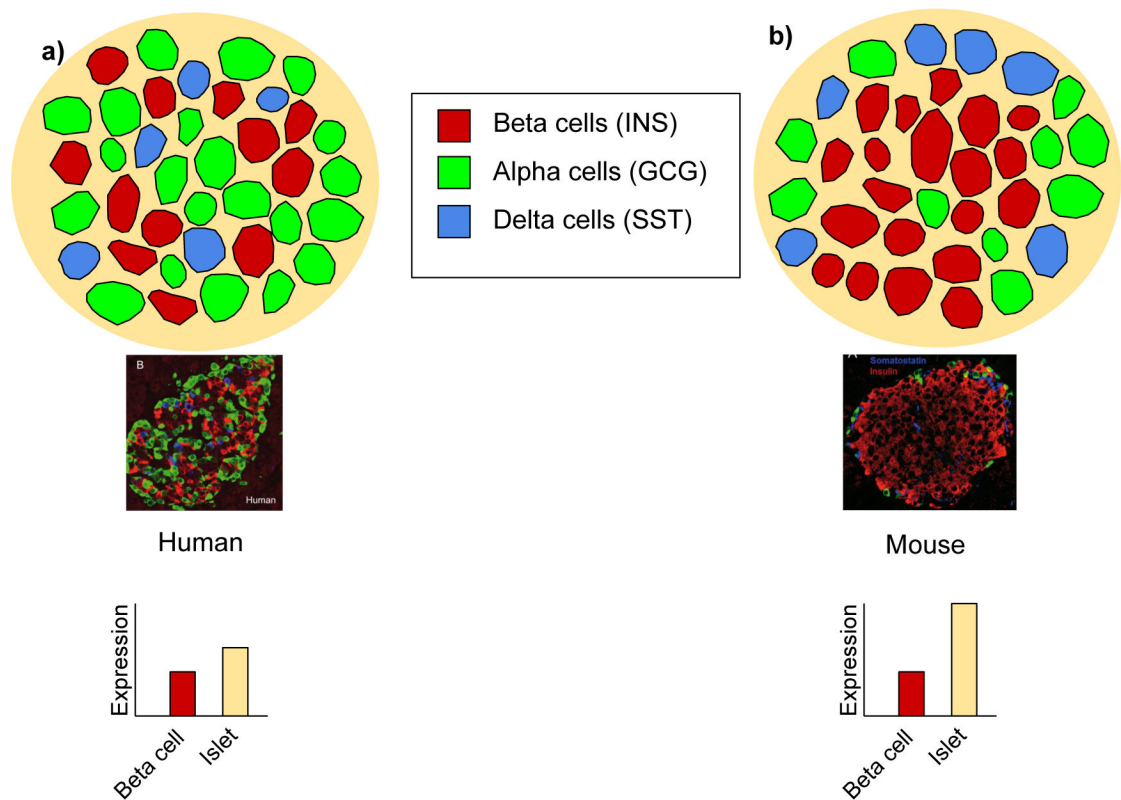 a)
b)
Beta cells (INS)
Alpha cells (GCG)
Delta cells (SST)
B
Human
Somatostatin
Insulin
Human
Mouse
Expression
Beta cell
Islet
Expression
Beta cell
Islet